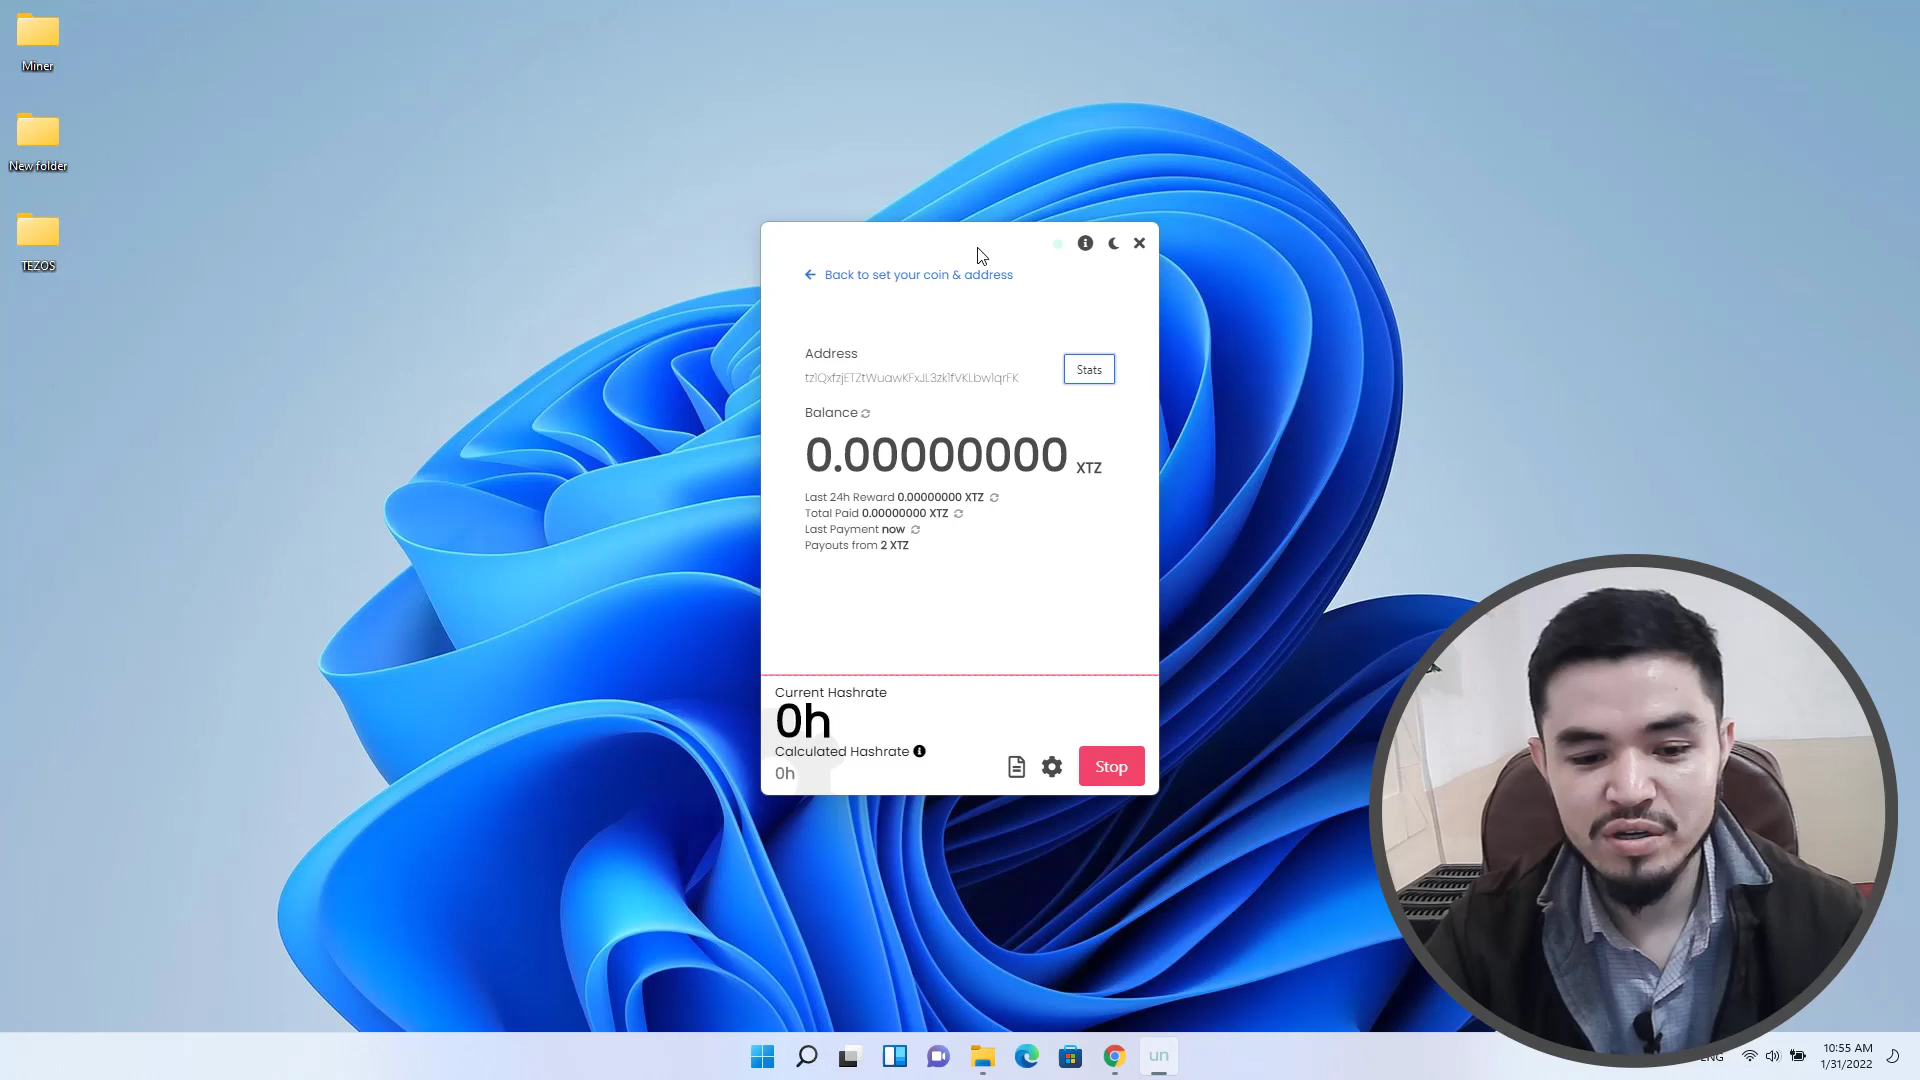 Miner
New folder
TEZOS
Back to set your coin & address
Address
tz1QxfzjETZtWuawKFxJL3zk1fVKLbw1qrFK
Stats
Balance
0.00000000 XTZ
Last 24h Reward 0.00000000 XTZ
Total Paid 0.00000000 XTZ
Last Payment now
Payouts from 2 XTZ
Current Hashrate
0h
Calculated Hashrate
0h
Stop
un
ENG
10:55 AM
1/31/2022